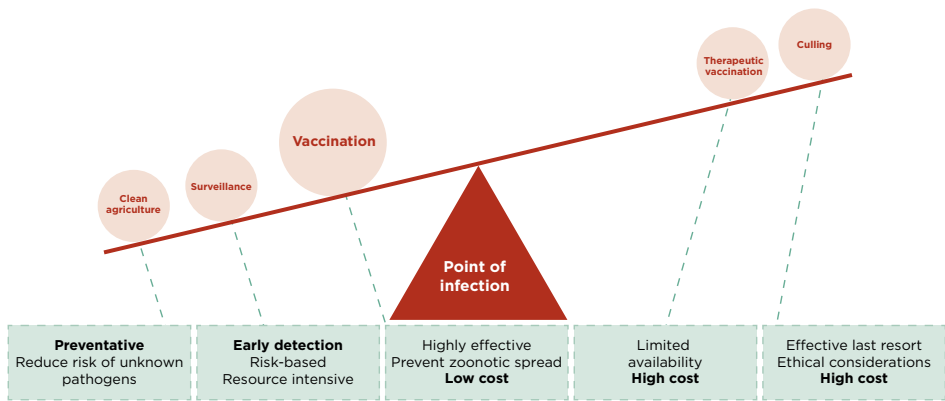 Culling
Therapeutic
vaccination
Vaccination
Surveillance
Clean
agriculture
Point of
infection
Preventative
Reduce risk of unknown
pathogens
Early detection
Risk-based
Resource intensive
Highly effective
Prevent zoonotic spread
Low cost
Limited
availability
High cost
Effective last resort
Ethical considerations
High cost